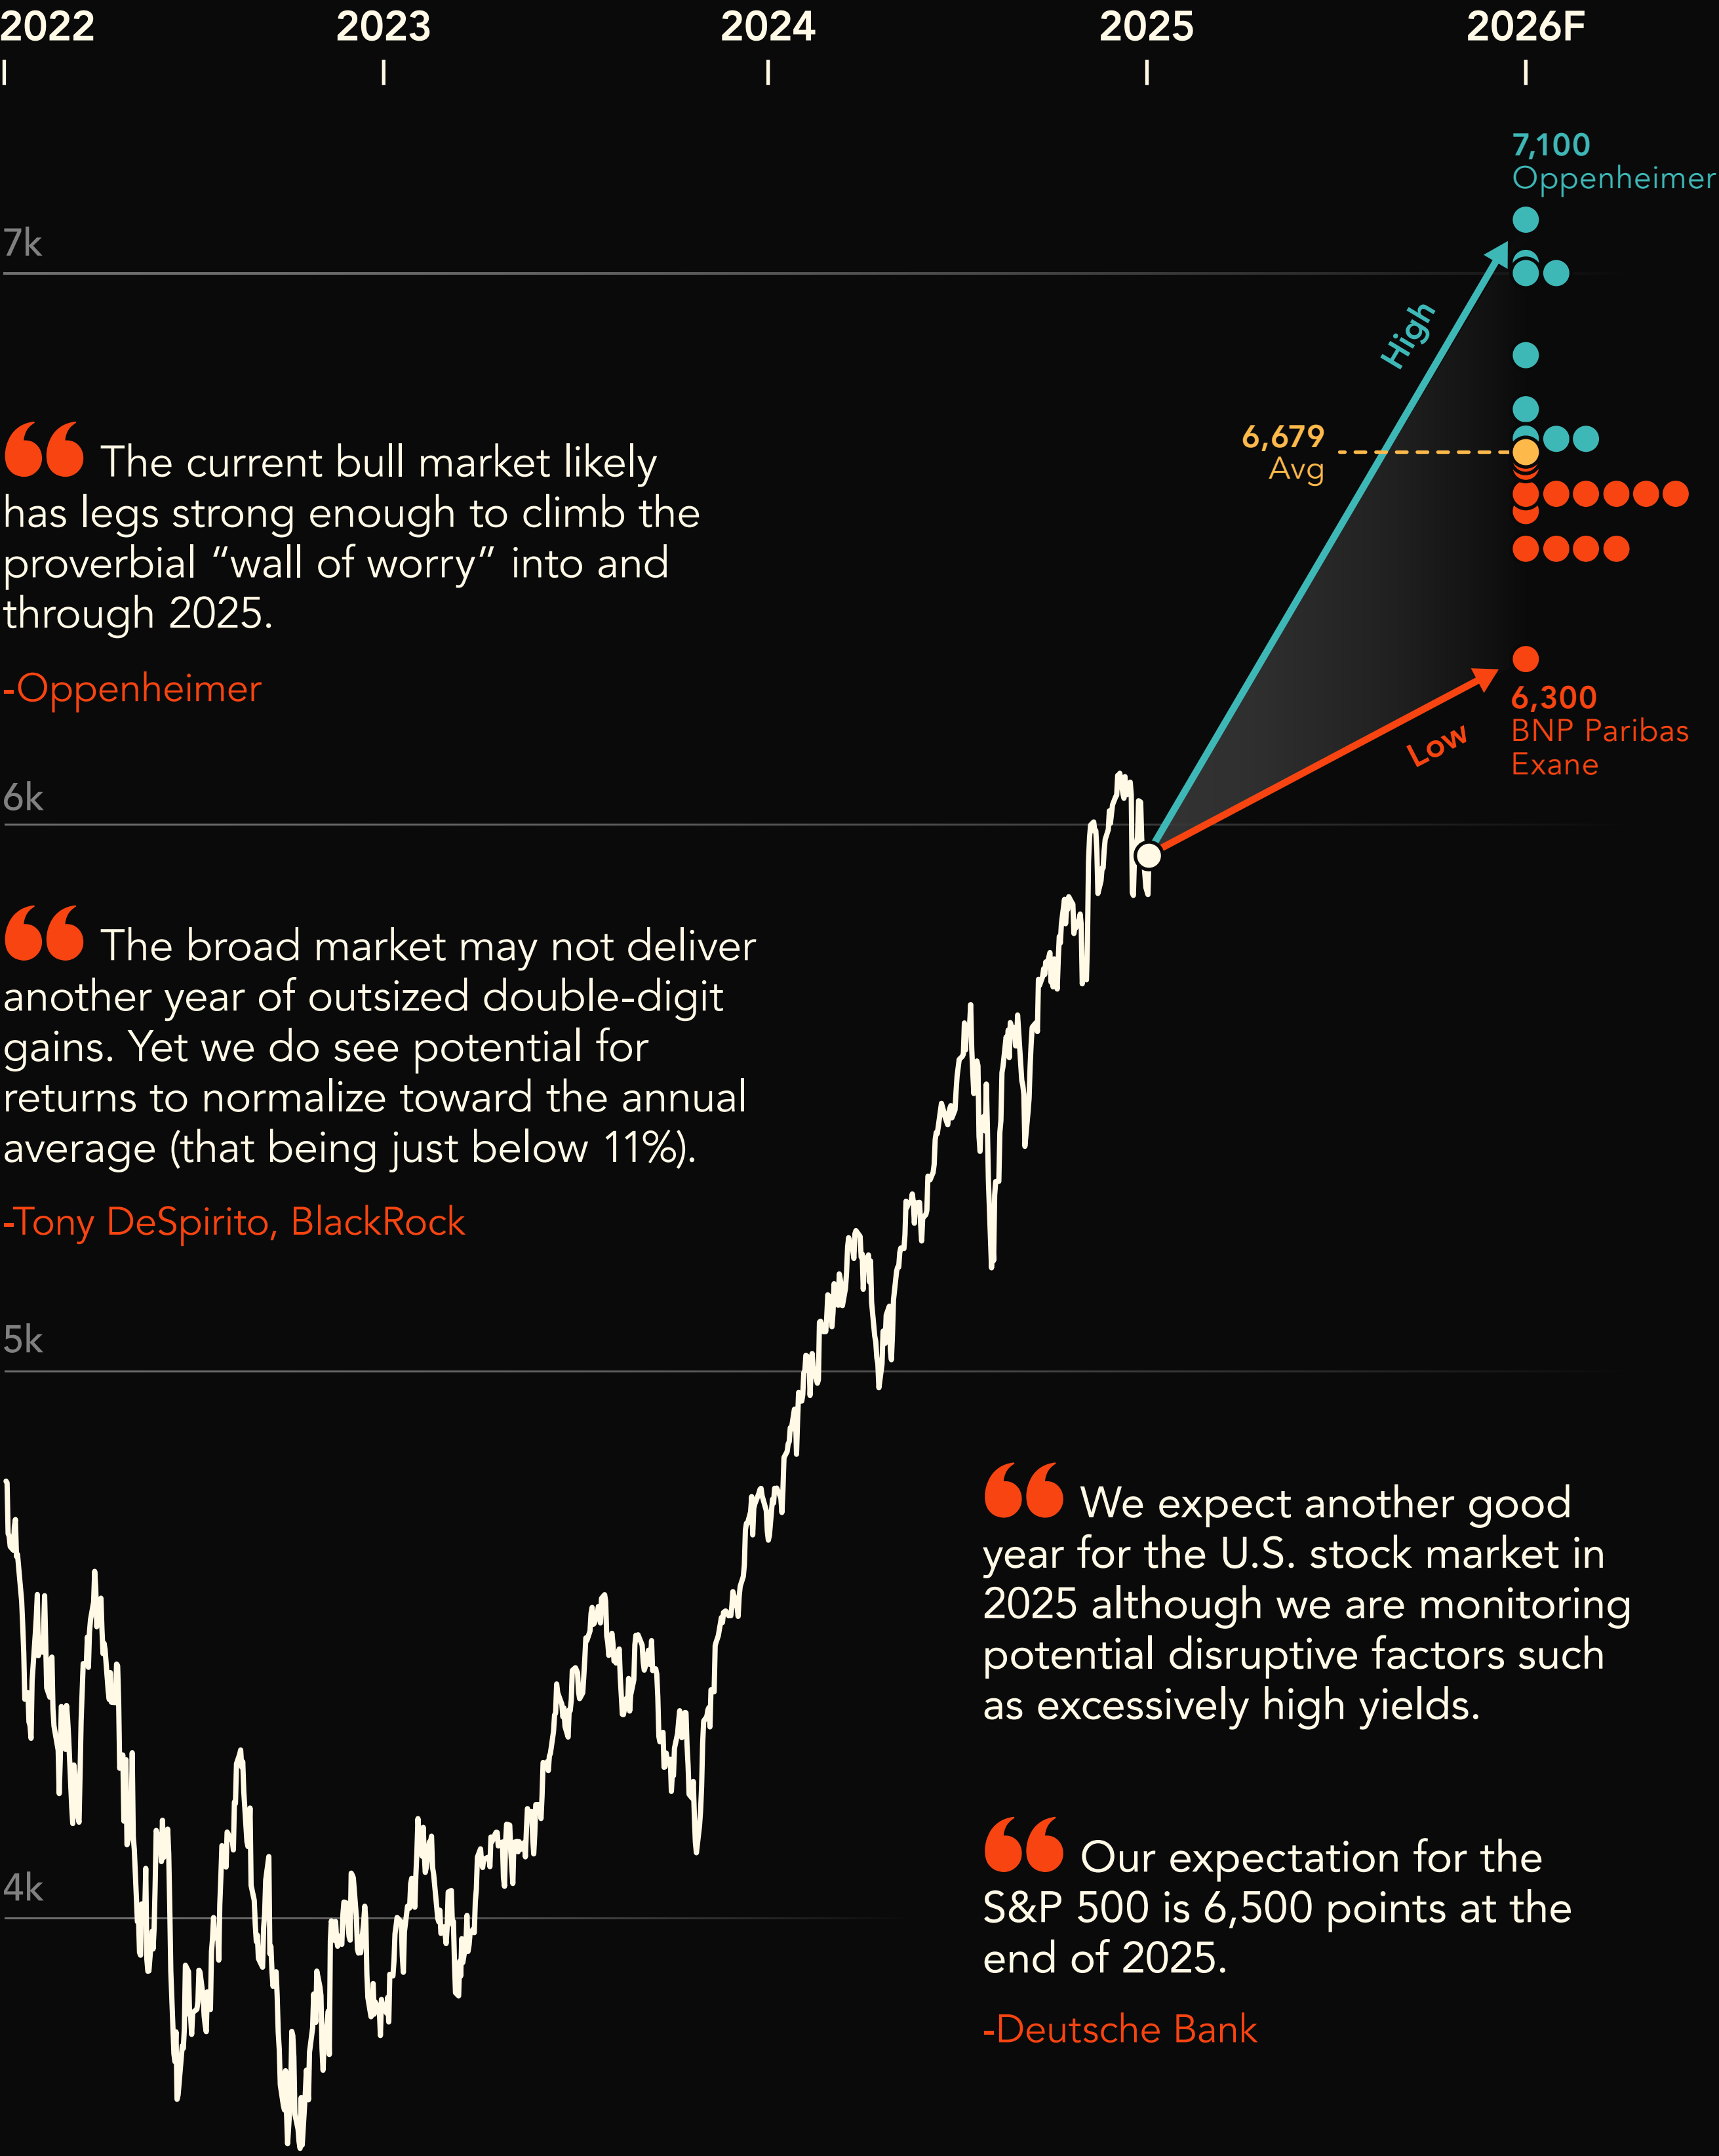 2022 2023 2024 2025 2026F
7,100
Oppenheimer
7k
High
6,679
Avg
“ The current bull market likely
has legs strong enough to climb the
proverbial “wall of worry” into and
through 2025.
-Oppenheimer
6,300
BNP Paribas
Exane
Low
6k
“ The broad market may not deliver
another year of outsized double-digit
gains. Yet we do see potential for
returns to normalize toward the annual
average (that being just below 11%).
-Tony DeSpirito, BlackRock
5k
“ We expect another good
year for the U.S. stock market in
2025 although we are monitoring
potential disruptive factors such
as excessively high yields.
4k
“ Our expectation for the
S&P 500 is 6,500 points at the
end of 2025.
-Deutsche Bank